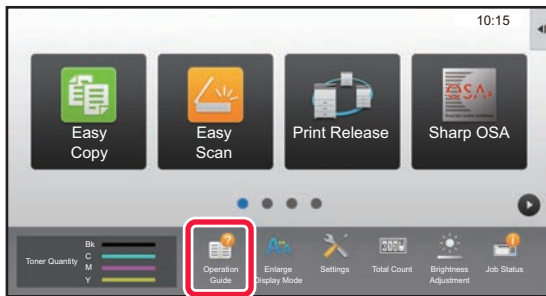 10:15
Easy
Copy
Easy
Scan
Print Release
OSA
Sharp OSA
Toner Quantity
Bk
C
M
Y
Operation
Guide
Enlarge
Display Mode
Settings
Total Count
Brightness
Adjustment
Job Status